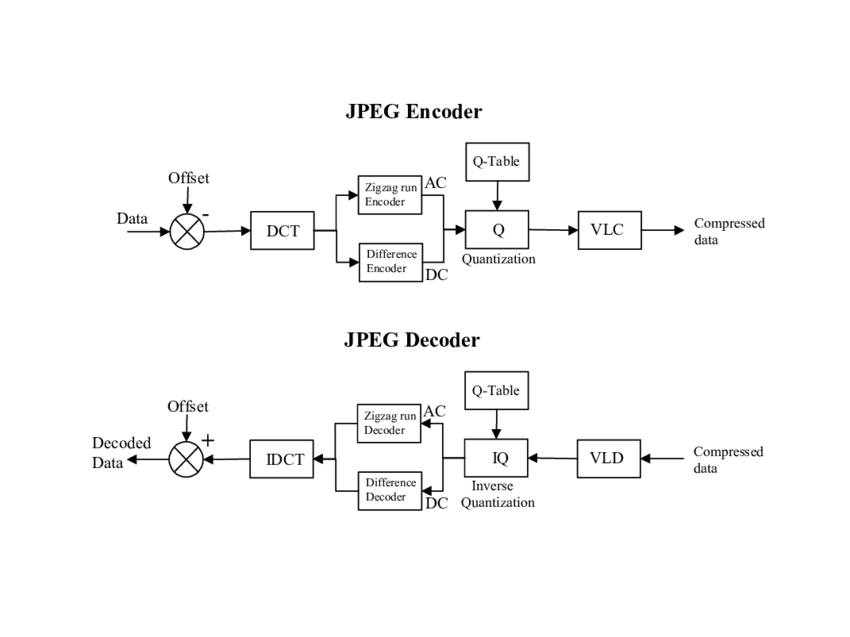 JPEG Encoder
Q-Table
Offset
Zigzag run
Encoder
AC
-
Data
DCT
Q
VLC
Compressed
data
Difference
Encoder
DC
Quantization
JPEG Decoder
Q-Table
Offset
Zigzag run
Decoder
AC
+
Decoded
Data
IDCT
IQ
VLD
Compressed
data
Difference
Decoder
DC
Inverse
Quantization